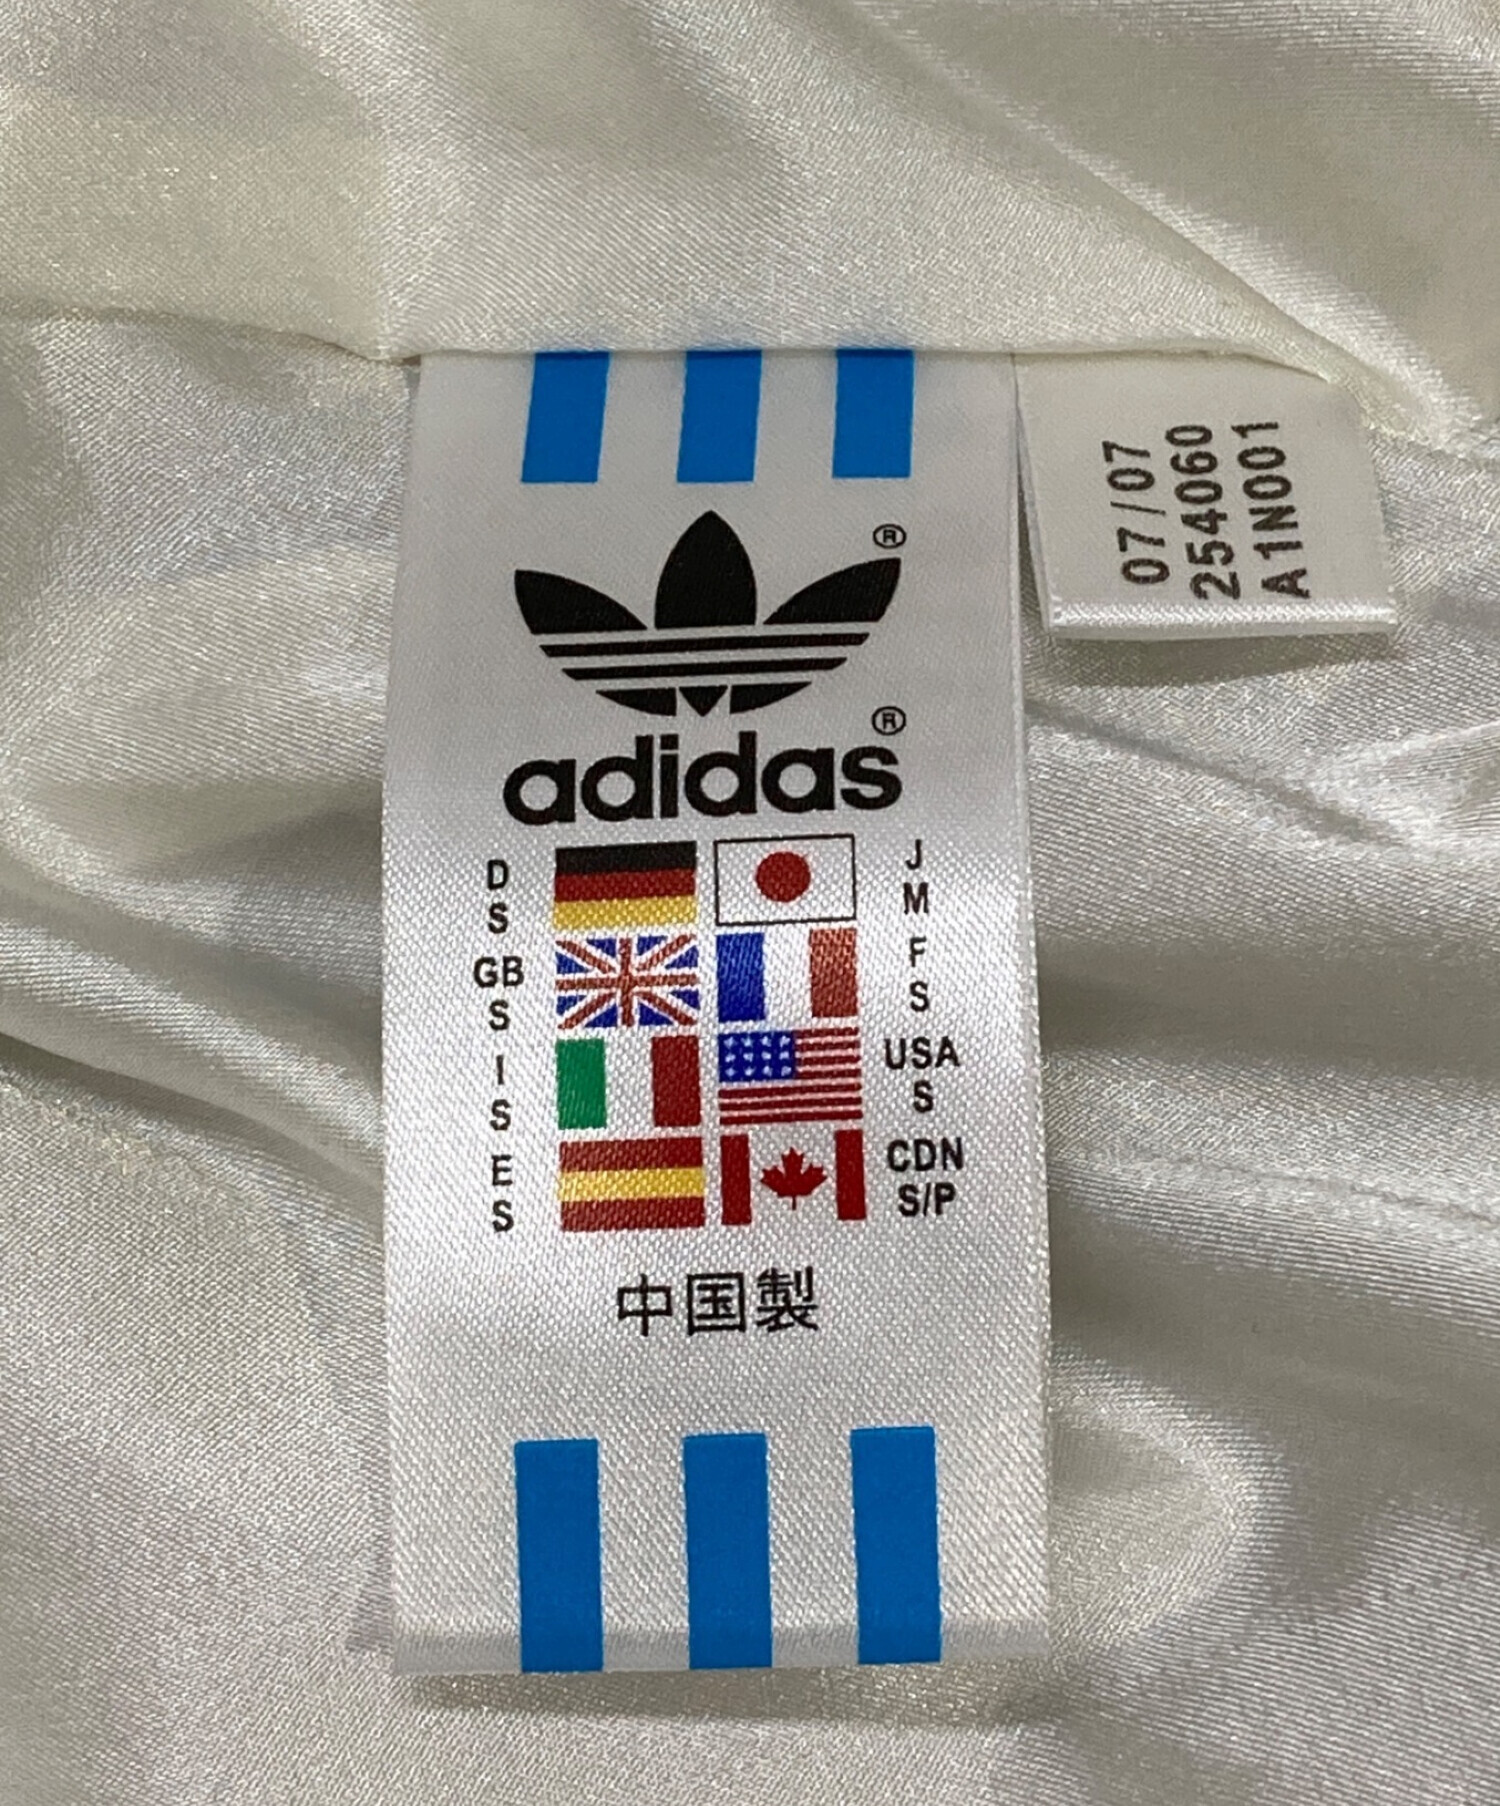 ®
®
adidas
D
S
J
M
GB
S
F
S
I
S
USA
S
E
S
CDN
S/P
中国製
07/07
254060
A1N001